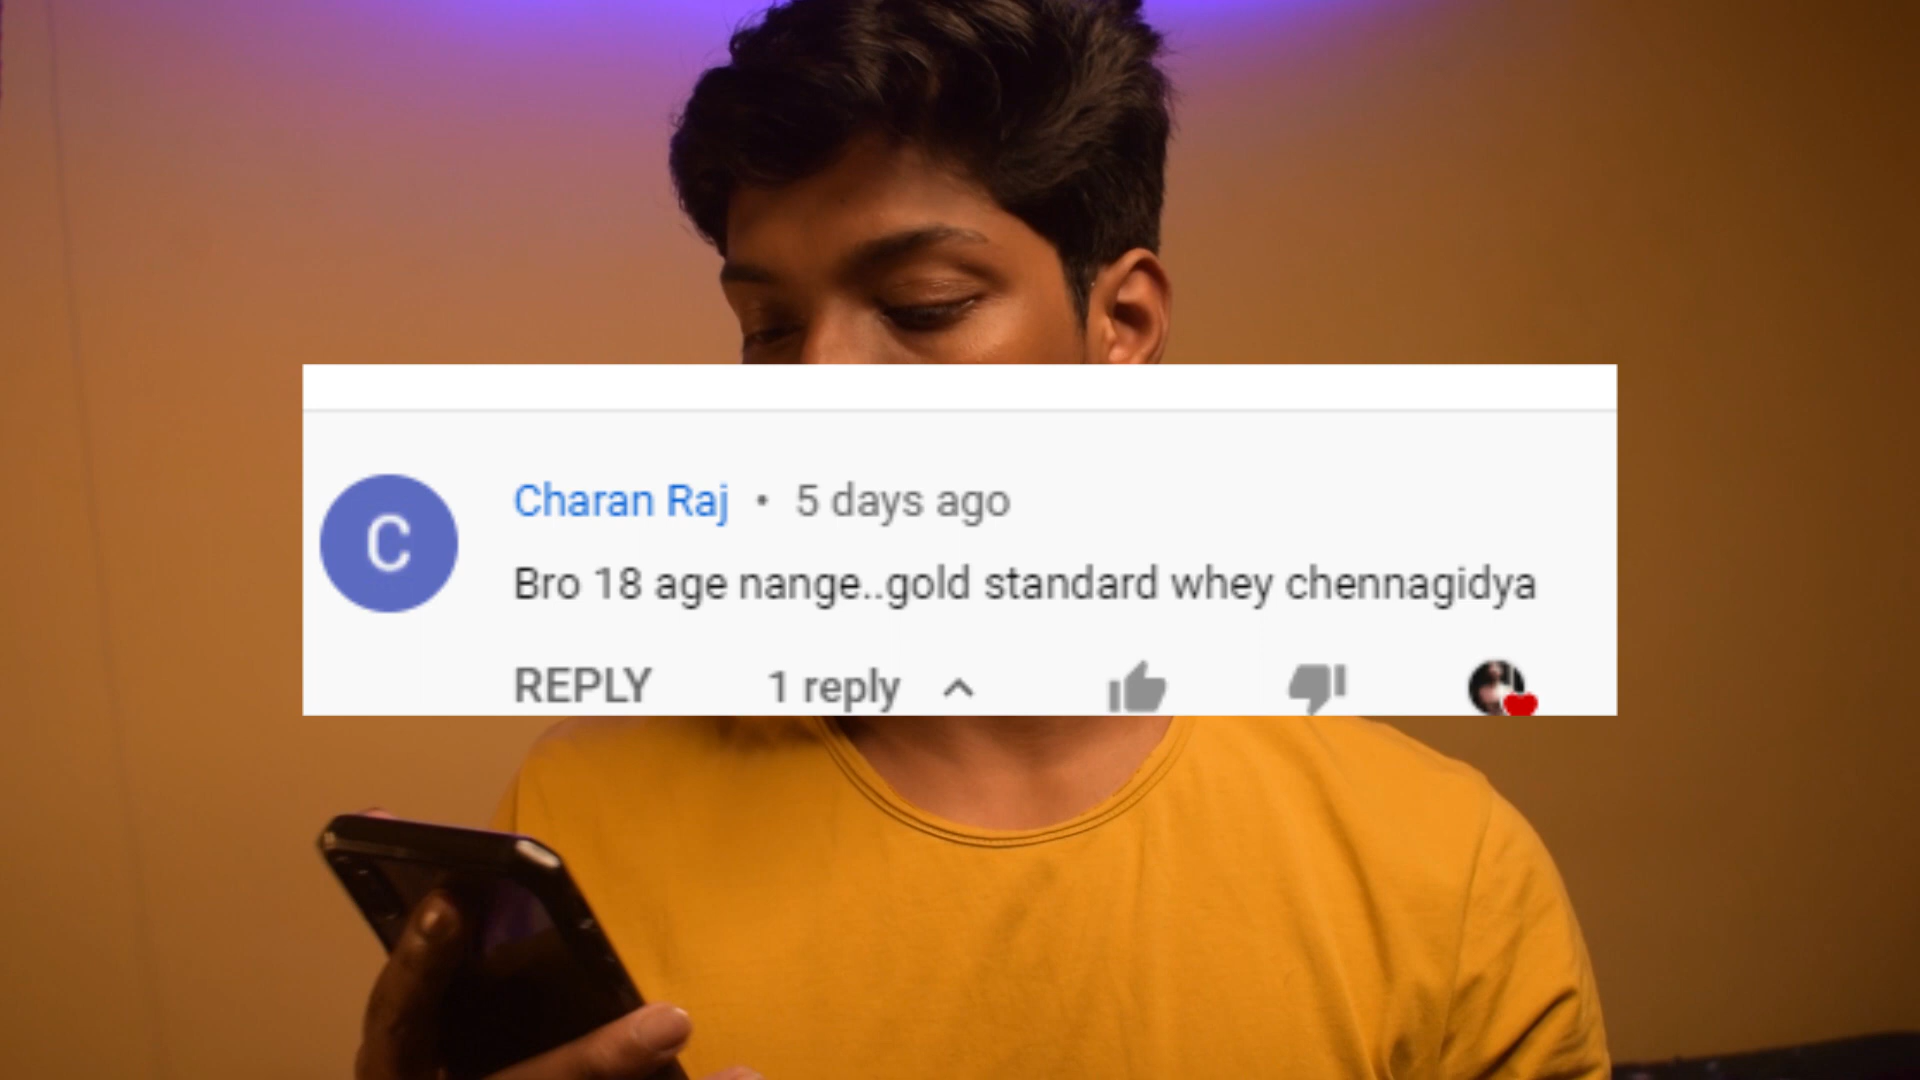 C
Charan Raj • 5 days ago
Bro 18 age nange..gold standard whey chennagidya
REPLY 1 reply